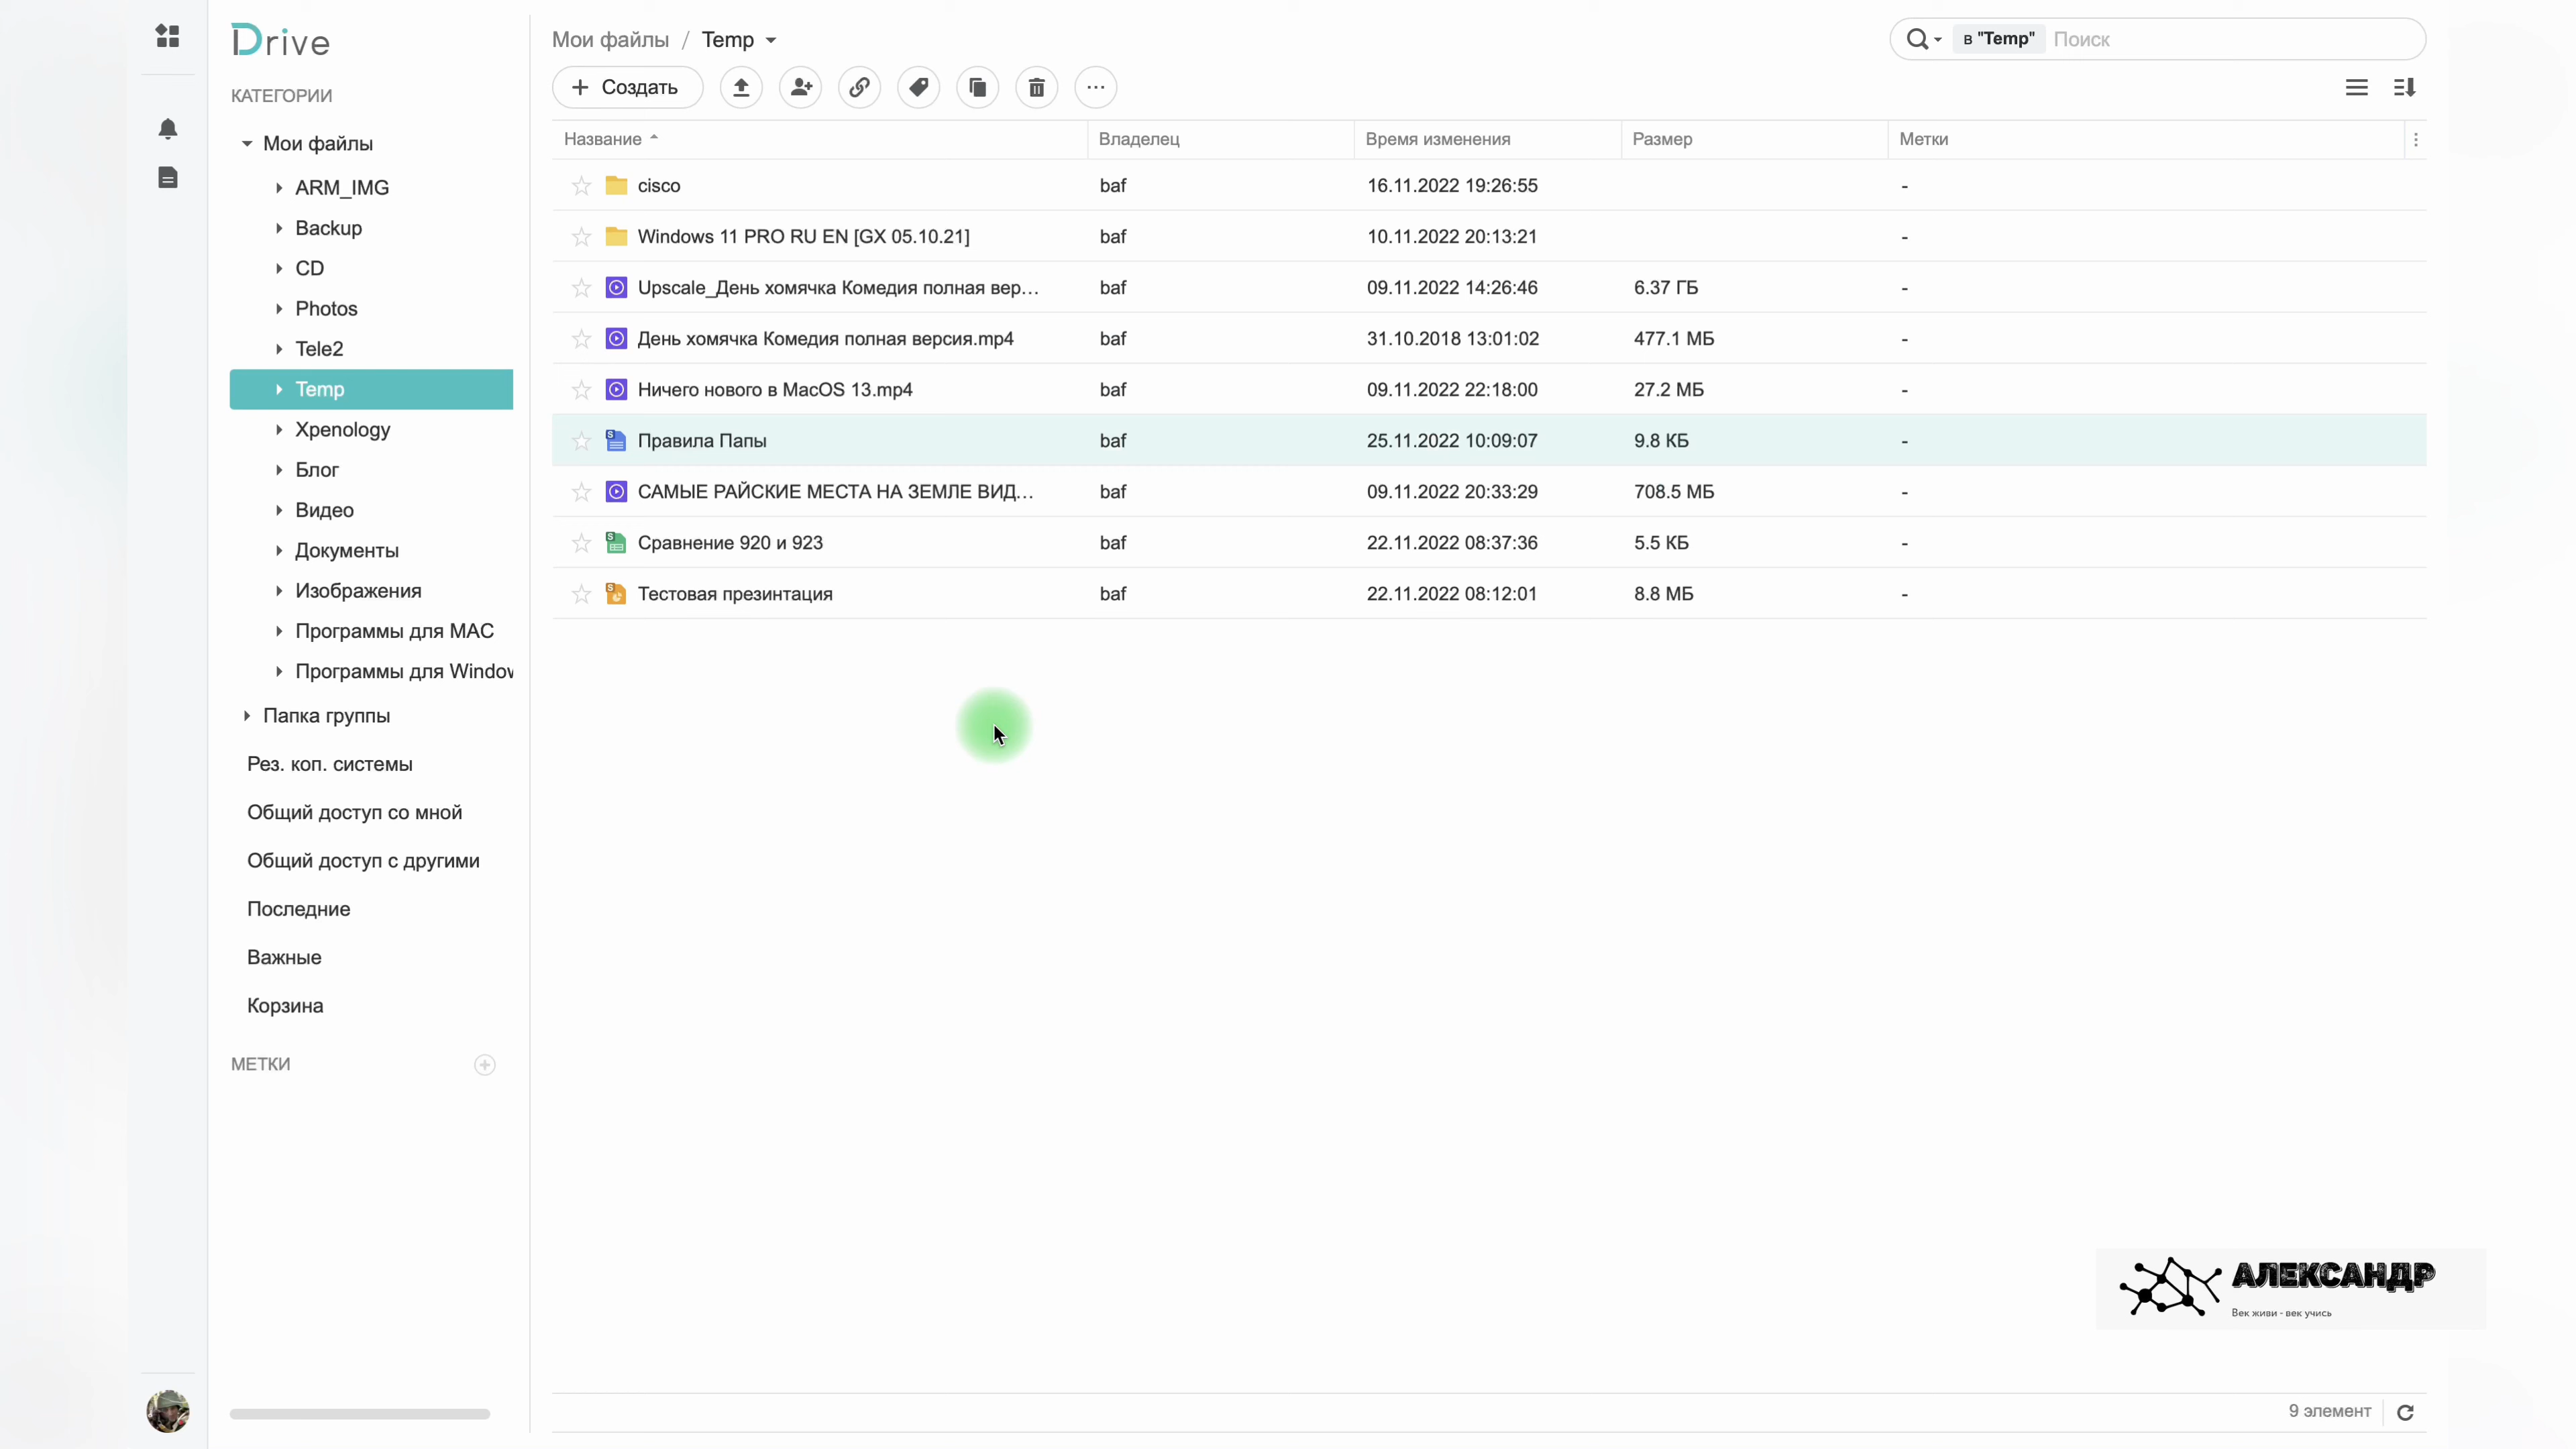 Drive
КАТЕГОРИИ
Мои файлы
ARM_IMG
Backup
CD
Photos
Tele2
Temp
Xpenology
Блог
Видео
Документы
Изображения
Программы для MAC
Программы для Window
Папка группы
Рез. коп. системы
Общий доступ со мной
Общий доступ с другими
Последние
Важные
Корзина
МЕТКИ
Мои файлы / Temp
в "Temp" Поиск
Создать
Название Владелец Время изменения Размер Метки
cisco baf 16.11.2022 19:26:55 -
Windows 11 PRO RU EN [GX 05.10.21] baf 10.11.2022 20:13:21 -
Upscale_День хомячка Комедия полная вер... baf 09.11.2022 14:26:46 6.37 ГБ -
День хомячка Комедия полная версия.mp4 baf 31.10.2018 13:01:02 477.1 МБ -
Ничего нового в MacOS 13.mp4 baf 09.11.2022 22:18:00 27.2 МБ -
Правила Папы baf 25.11.2022 10:09:07 9.8 КБ -
САМЫЕ РАЙСКИЕ МЕСТА НА ЗЕМЛЕ ВИД... baf 09.11.2022 20:33:29 708.5 МБ -
Сравнение 920 и 923 baf 22.11.2022 08:37:36 5.5 КБ -
Тестовая презинтация baf 22.11.2022 08:12:01 8.8 МБ -
АЛЕКСАНДР
Век живи - век учись
9 элемент